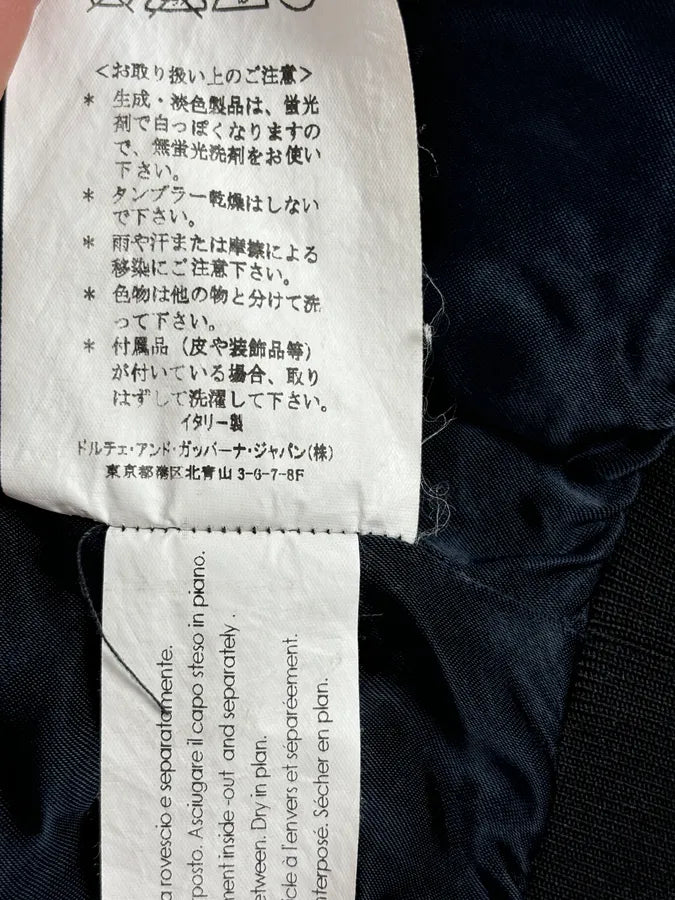 <お取り扱い上のご注意>
* 生成・淡色製品は、蛍光
剤で白っぽくなりますの
で、無蛍光洗剤をお使い
下さい。
* タンブラー乾燥はしない
で下さい。
* 雨や汗または摩擦による
移染にご注意下さい。
* 色物は他の物と分けて洗
って下さい。
* 付属品（皮や装飾品等）
が付いている場合、取り
はずして洗濯して下さい。
イタリー製
ドルチェ・アンド・ガッバーナ・ジャパン(株)
東京都港区北青山 3-6-7-8F
rovescio e separatamente.
posto. Asciugare il capo steso in piano.
ment inside -out and separately .
etween. Dry in plan.
cle à l'envers et séparéement.
nterposé. Sécher en plan.